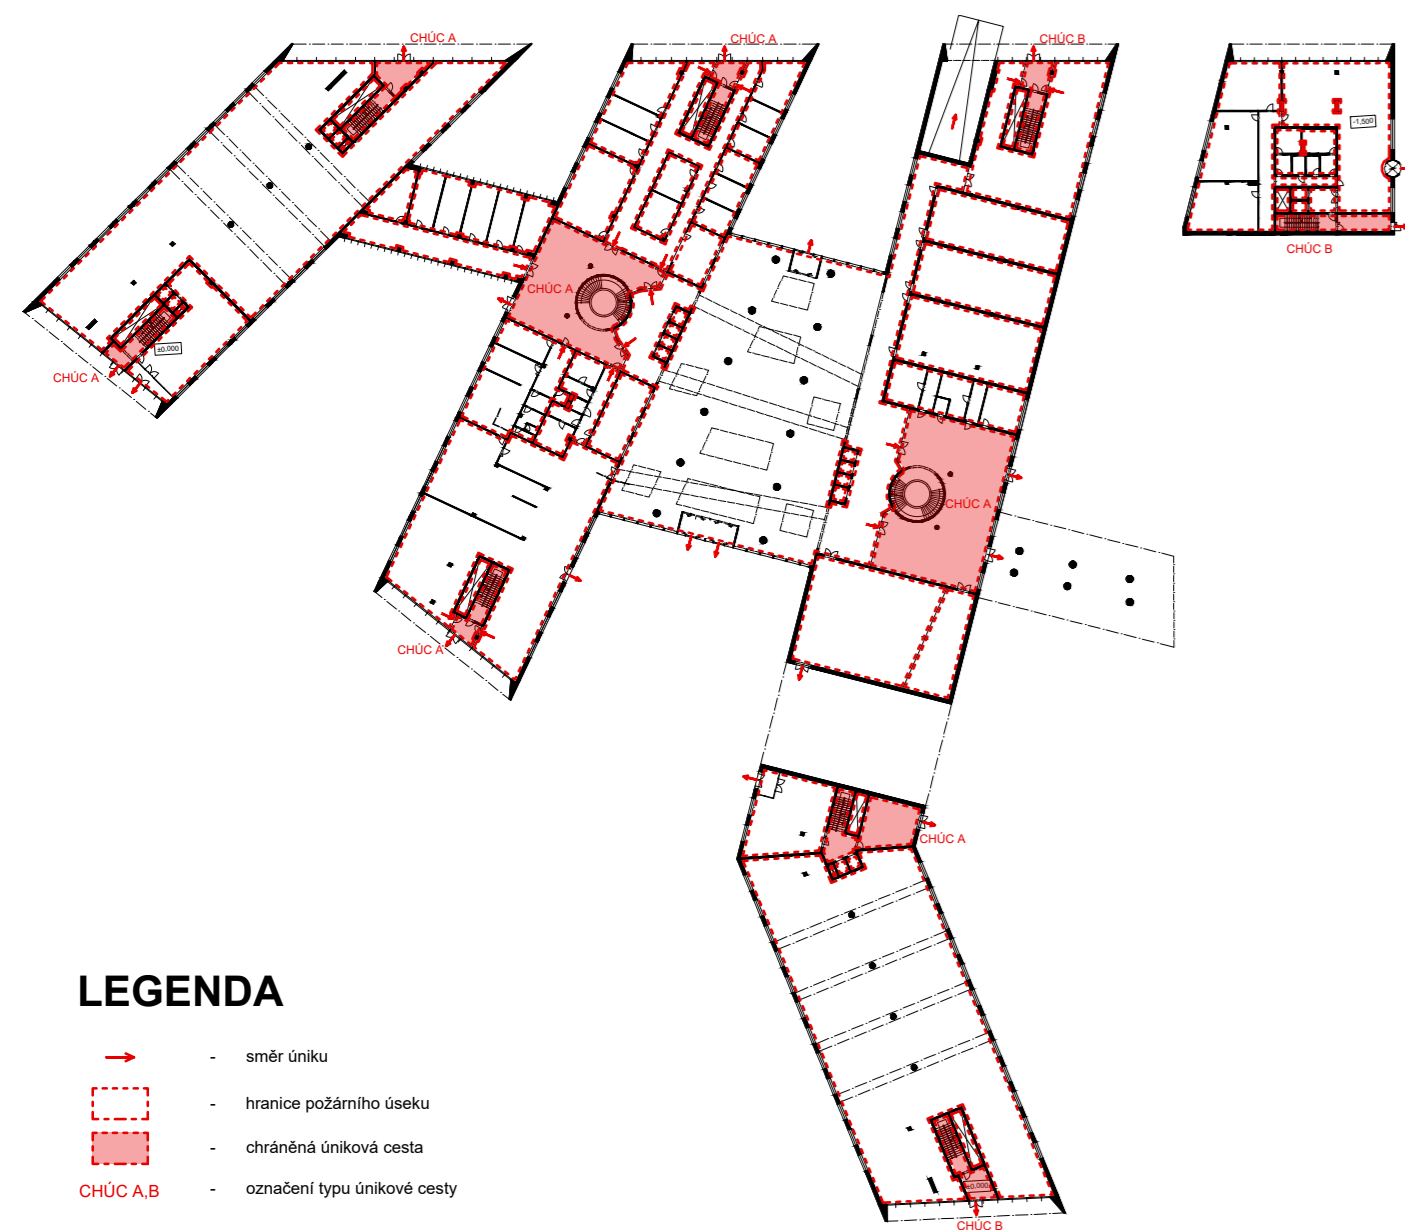 CHÚC A
CHÚC A
CHÚC B
-1,500
CHÚC B
CHÚC A
±0.000
CHÚC A
CHÚC A
CHÚC A
CHÚC A
LEGENDA
- směr úniku
- hranice požárního úseku
- chráněná úniková cesta
CHÚC A,B - označení typu únikové cesty
±0.000
CHÚC B